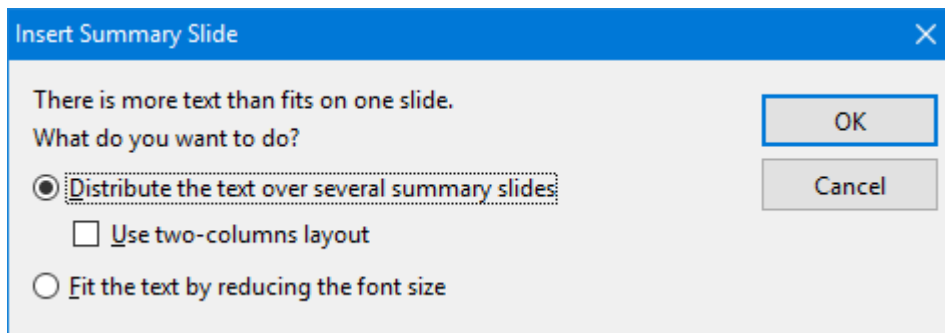 Insert Summary Slide
There is more text than fits on one slide.
What do you want to do?
OK
Cancel
Distribute the text over several summary slides
Use two-columns layout
Fit the text by reducing the font size